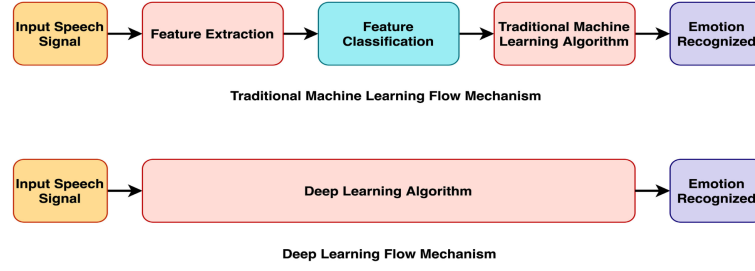 Input Speech
Signal
Feature Extraction
Feature
Classification
Traditional Machine
Learning Algorithm
Emotion
Recognized
Traditional Machine Learning Flow Mechanism
Input Speech
Signal
Deep Learning Algorithm
Emotion
Recognized
Deep Learning Flow Mechanism